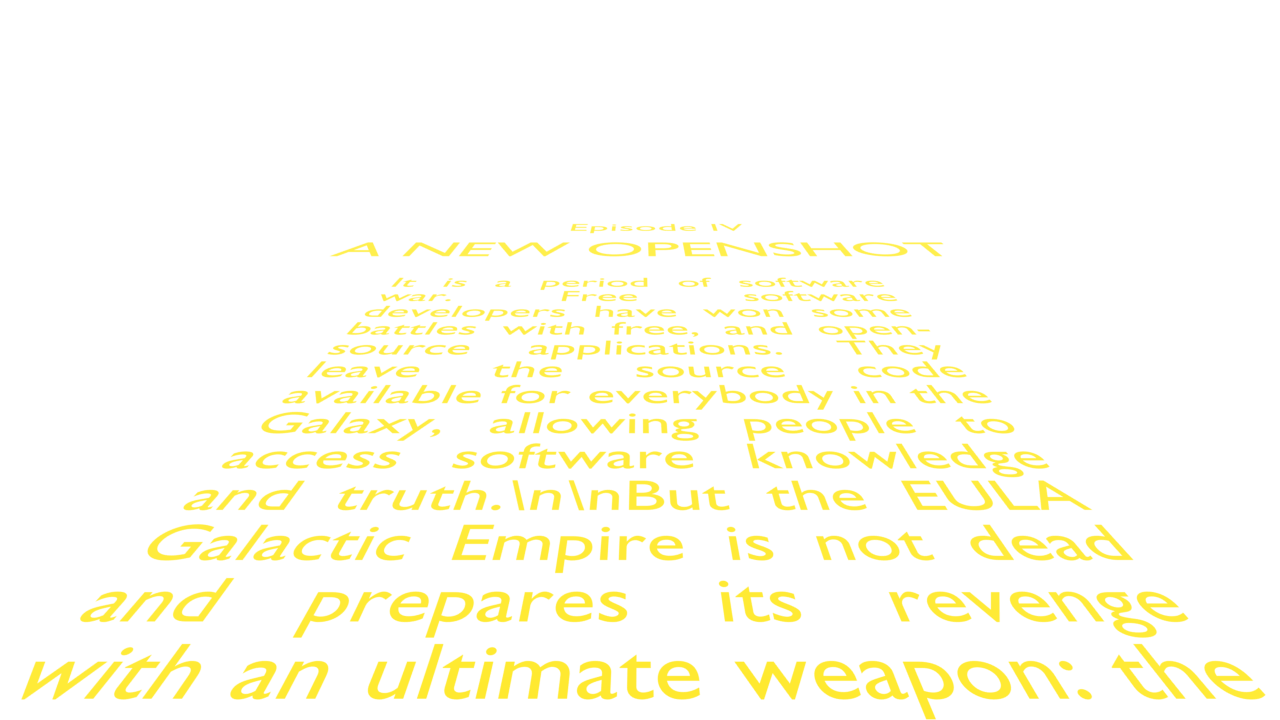 Episode IV
A NEW OPENSHOT
It is a period of software
war. Free software
developers have won some
battles with free, and open-
source applications. They
leave the source code
available for everybody in the
Galaxy, allowing people to
access software knowledge
and truth.\n\nBut the EULA
Galactic Empire is not dead
and prepares its revenge
with an ultimate weapon: the